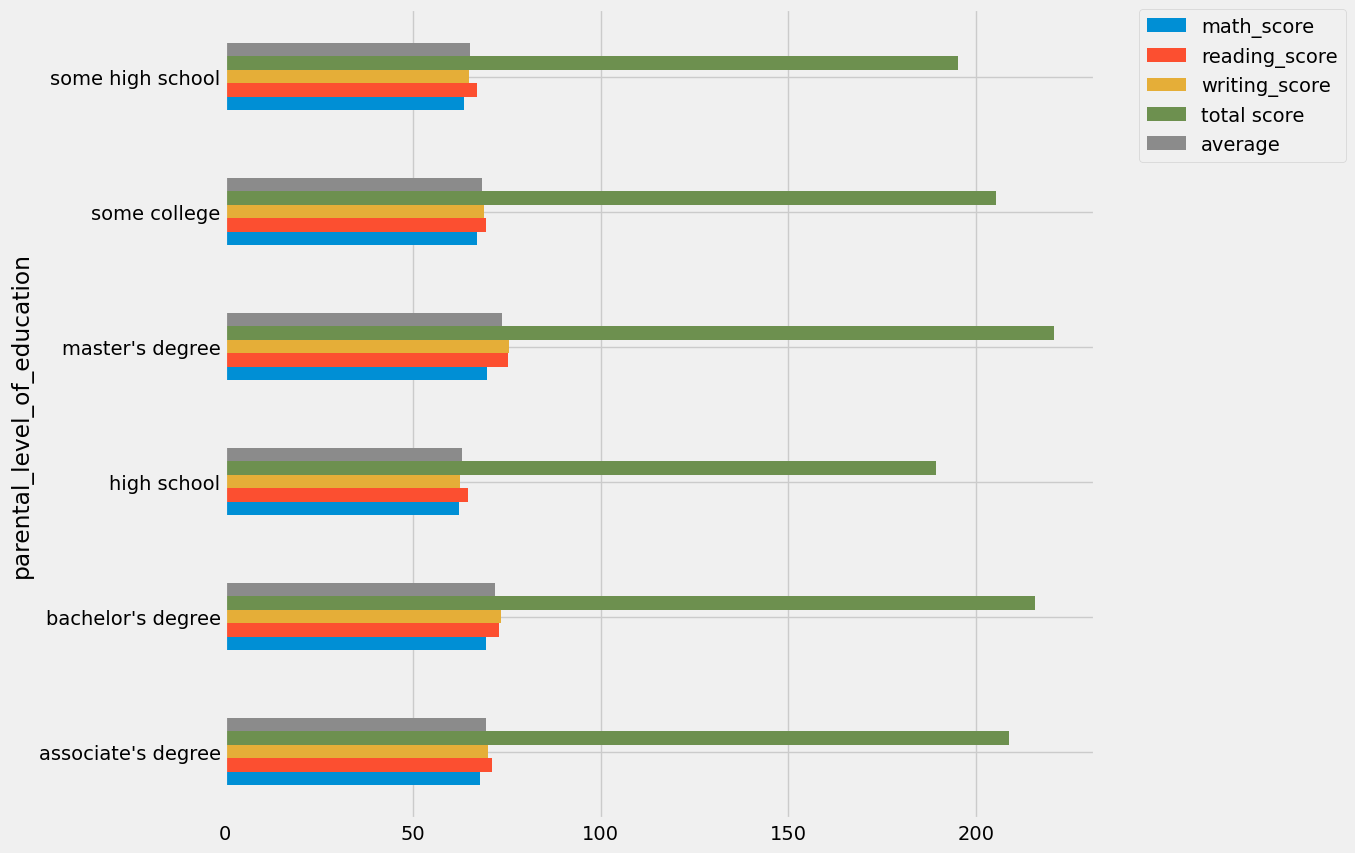 math_score
reading_score
writing_score
total score
average
parental_level_of_education
some high school
some college
master's degree
high school
bachelor's degree
associate's degree
0 50 100 150 200